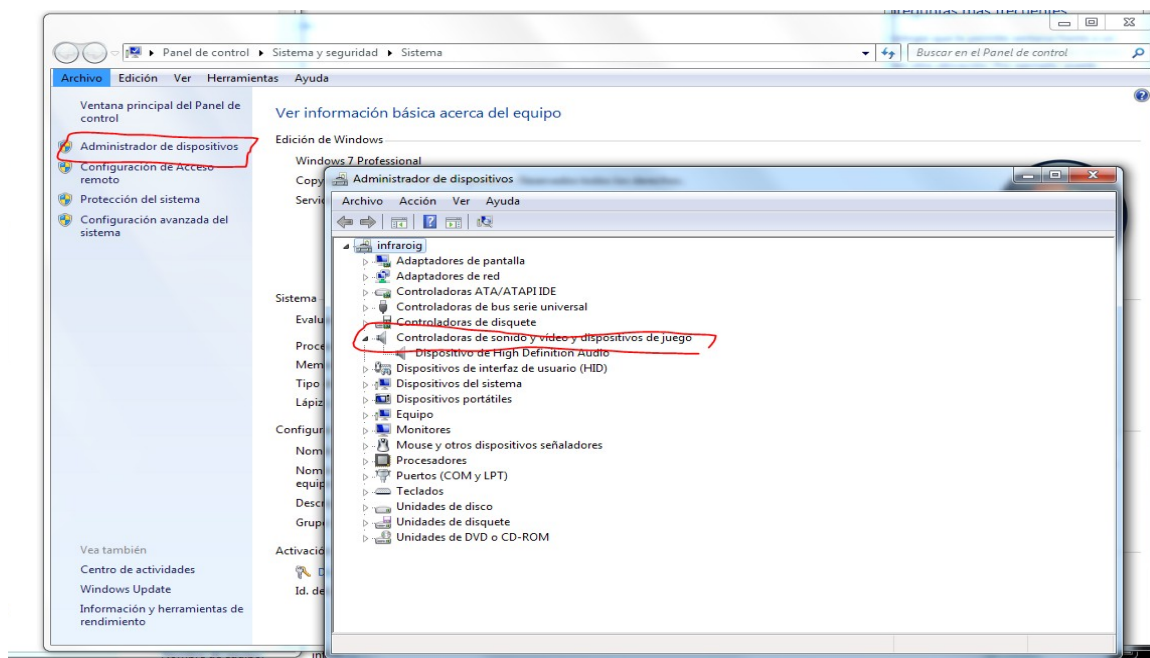 Preguntas más frecuentes
Panel de control ▸ Sistema y seguridad ▸ Sistema
Buscar en el Panel de control
Archivo Edición Ver Herramientas Ayuda
Ventana principal del Panel de
control
Administrador de dispositivos
Configuración de Acceso
remoto
Protección del sistema
Configuración avanzada del
sistema
Vea también
Centro de actividades
Windows Update
Información y herramientas de
rendimiento
Ver información básica acerca del equipo
Edición de Windows
Windows 7 Professional
Copy
Servic
Sistema
Evalu
Proce
Mem
Tipo
Lápiz
Configur
Nom
Nom
equip
Descr
Grup
Activació
Id. de
Administrador de dispositivos
Archivo Acción Ver Ayuda
infraroig
Adaptadores de pantalla
Adaptadores de red
Controladoras ATA/ATAPI IDE
Controladoras de bus serie universal
Controladoras de disquete
Controladoras de sonido y vídeo y dispositivos de juego
Dispositivo de High Definition Audio
Dispositivos de interfaz de usuario (HID)
Dispositivos del sistema
Dispositivos portátiles
Equipo
Monitores
Mouse y otros dispositivos señaladores
Procesadores
Puertos (COM y LPT)
Teclados
Unidades de disco
Unidades de disquete
Unidades de DVD o CD-ROM